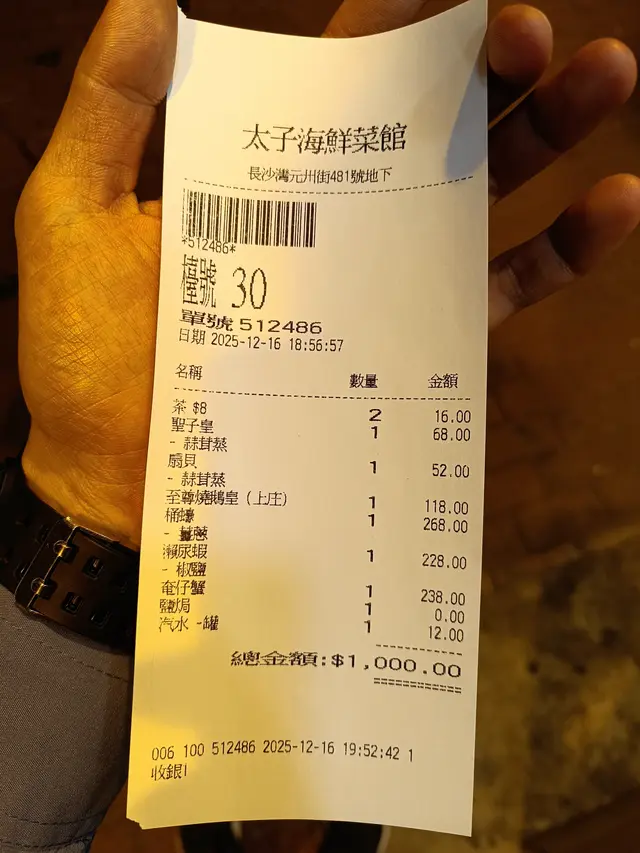 太子海鮮菜館
長沙灣元州街481號地下
*512486*
檯號 30
單號 512486
日期 2025-12-16 18:56:57
名稱 數量 金額
茶 $8 2 16.00
聖子皇 1 68.00
- 蒜茸蒸
扇貝 1 52.00
- 蒜茸蒸
至尊燒鵝皇（上庄） 1 118.00
桶蠔 1 268.00
- 薑蔥
瀨尿蝦 1 228.00
- 椒鹽
奄仔蟹 1 238.00
鹽焗 1 0.00
汽水 -罐 1 12.00
總金額:$1,000.00
006 100 512486 2025-12-16 19:52:42 1
收銀1